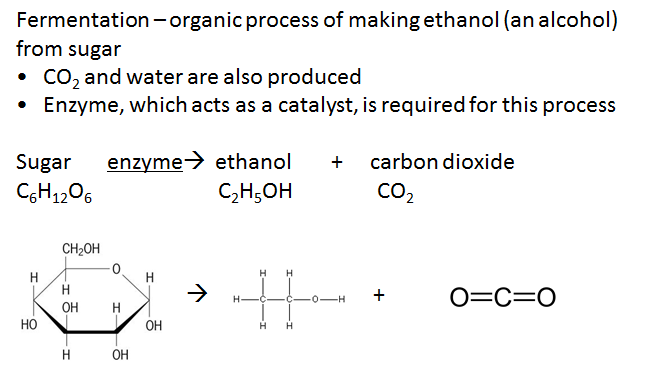 Fermentation – organic process of making ethanol (an alcohol)
from sugar
• CO₂ and water are also produced
• Enzyme, which acts as a catalyst, is required for this process
Sugar enzyme→ ethanol + carbon dioxide
C₆H₁₂O₆ C₂H₅OH CO₂
CH₂OH
O
H H H H
H
OH H → H C C O H + O=C=O
HO OH
H H
H OH